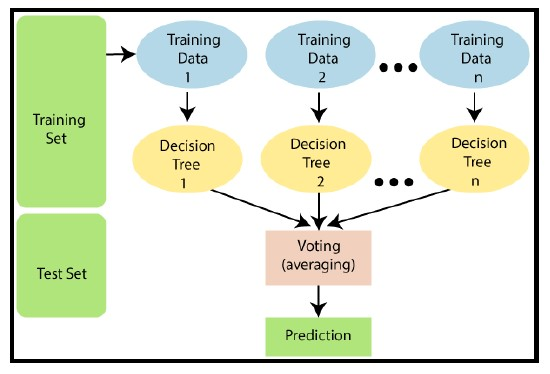 Training
Set
Training
Data
1
Training
Data
2
Training
Data
n
Decision
Tree
1
Decision
Tree
2
Decision
Tree
n
Test Set
Voting
(averaging)
Prediction